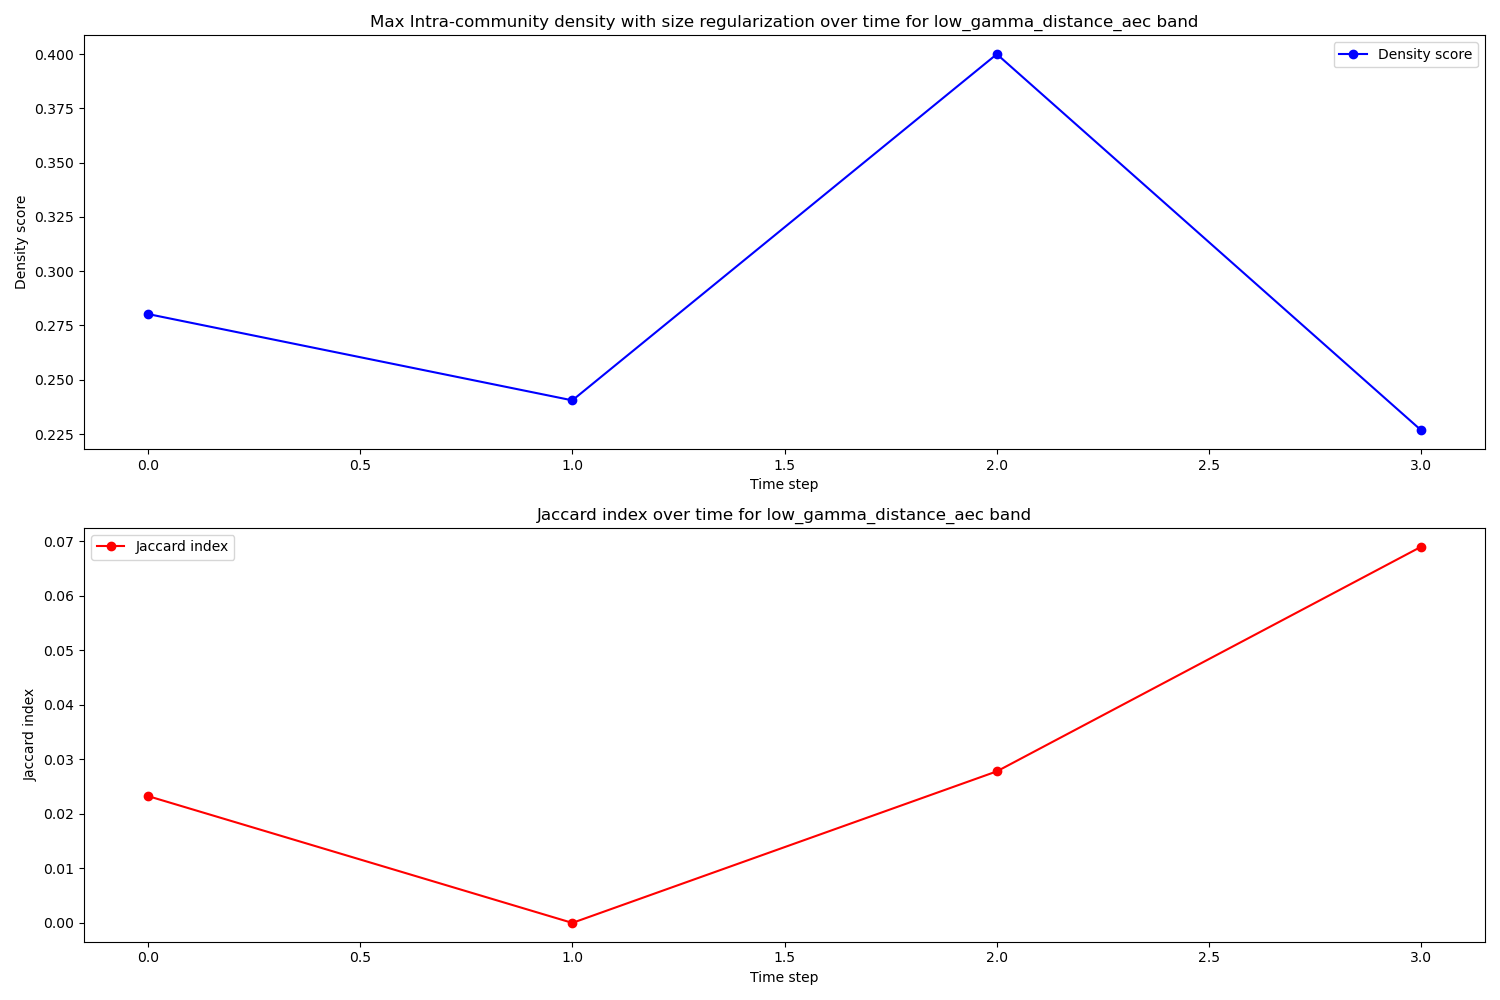 Max Intra-community density with size regularization over time for low_gamma_distance_aec band
Density score
0.400
0.375
0.350
0.325
0.300
0.275
0.250
0.225
Density score
0.0 0.5 1.0 1.5 2.0 2.5 3.0
Time step
Jaccard index over time for low_gamma_distance_aec band
Jaccard index
0.07
0.06
0.05
0.04
0.03
0.02
0.01
0.00
Jaccard index
0.0 0.5 1.0 1.5 2.0 2.5 3.0
Time step